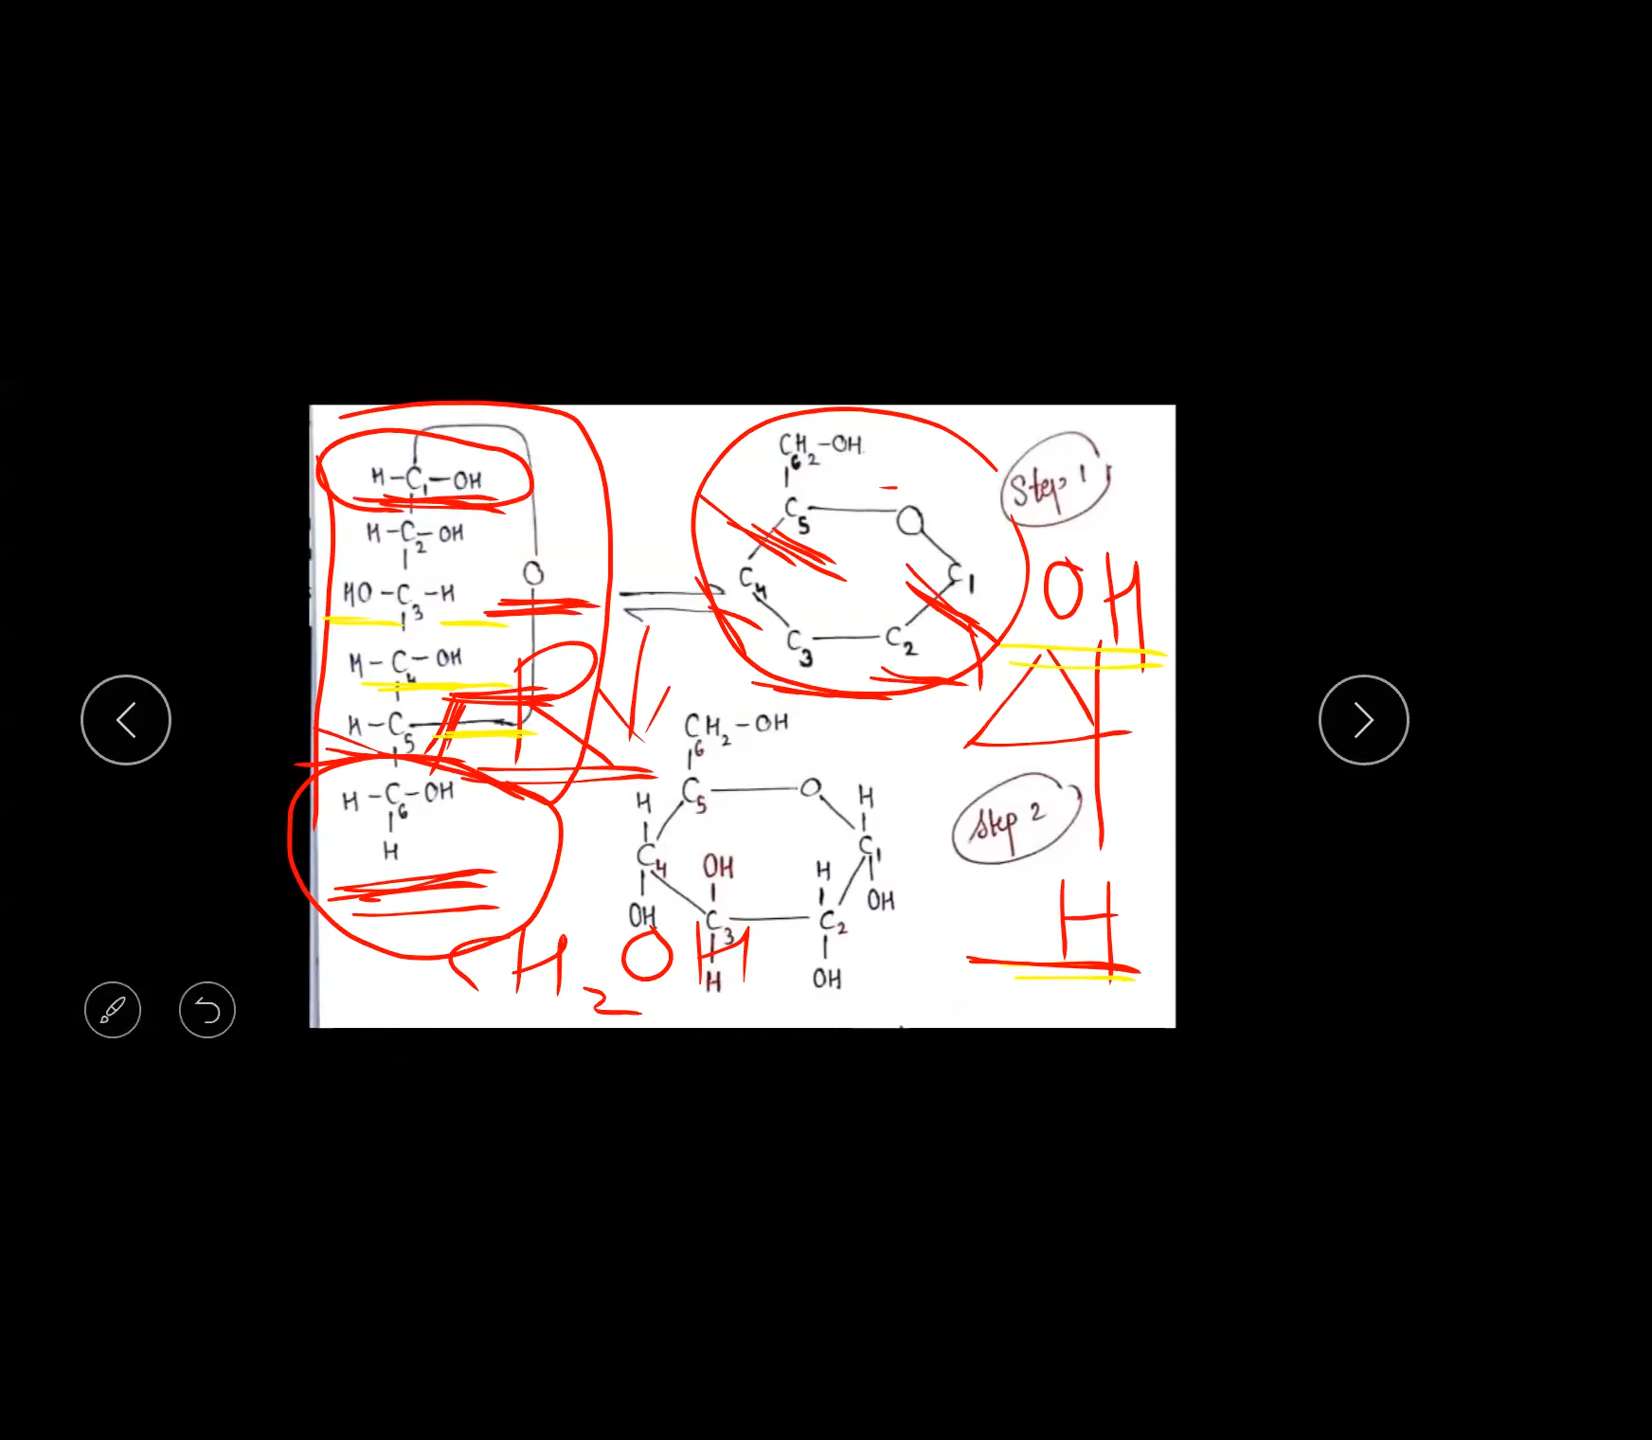 H-C1-OH
H-C2-OH
HO-C3-H
H-C4-OH
H-C5
H-C6-OH
H
O
CH2-OH
6
C5 O
C4 C1
C3 C2
Step 1
OH
H
CH2-OH
6
C5 O
H H
C4 C1
OH H
OH C3 C2 OH
H OH
Step 2
CH2OH